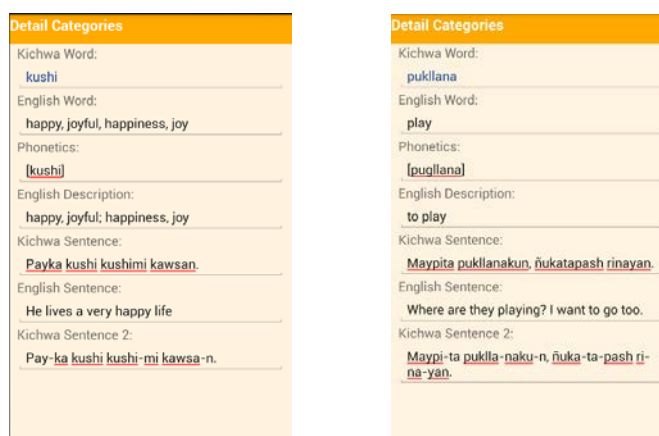 Detail Categories
Kichwa Word:
kushi
English Word:
happy, joyful, happiness, joy
Phonetics:
[kushi]
English Description:
happy, joyful; happiness, joy
Kichwa Sentence:
Payka kushi kushimi kawsan.
English Sentence:
He lives a very happy life
Kichwa Sentence 2:
Pay-ka kushi kushi-mi kawsa-n.
Detail Categories
Kichwa Word:
pukllana
English Word:
play
Phonetics:
[pugllana]
English Description:
to play
Kichwa Sentence:
Maypita pukllanakun, ñukatapash rinayan.
English Sentence:
Where are they playing? I want to go too.
Kichwa Sentence 2:
Maypi-ta puklla-naku-n, ñuka-ta-pash ri-
na-yan.